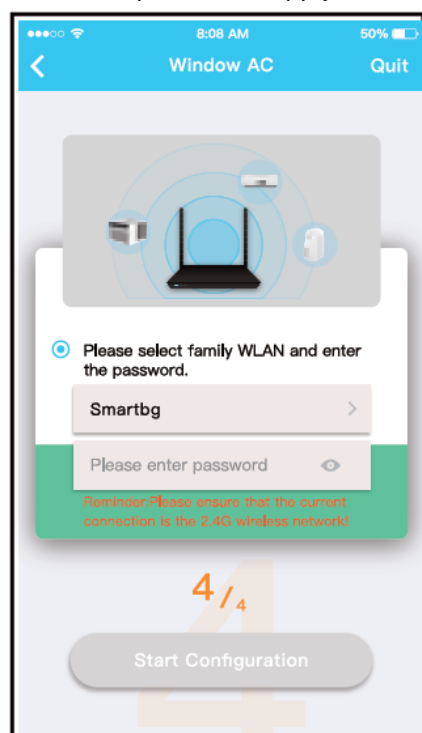 8:08 AM
50%
Window AC
Quit
Please select family WLAN and enter
the password.
Smartbg
Please enter password
Reminder:Please ensure that the current
connection is the 2.4G wireless network!
4/4
4
Start Configuration